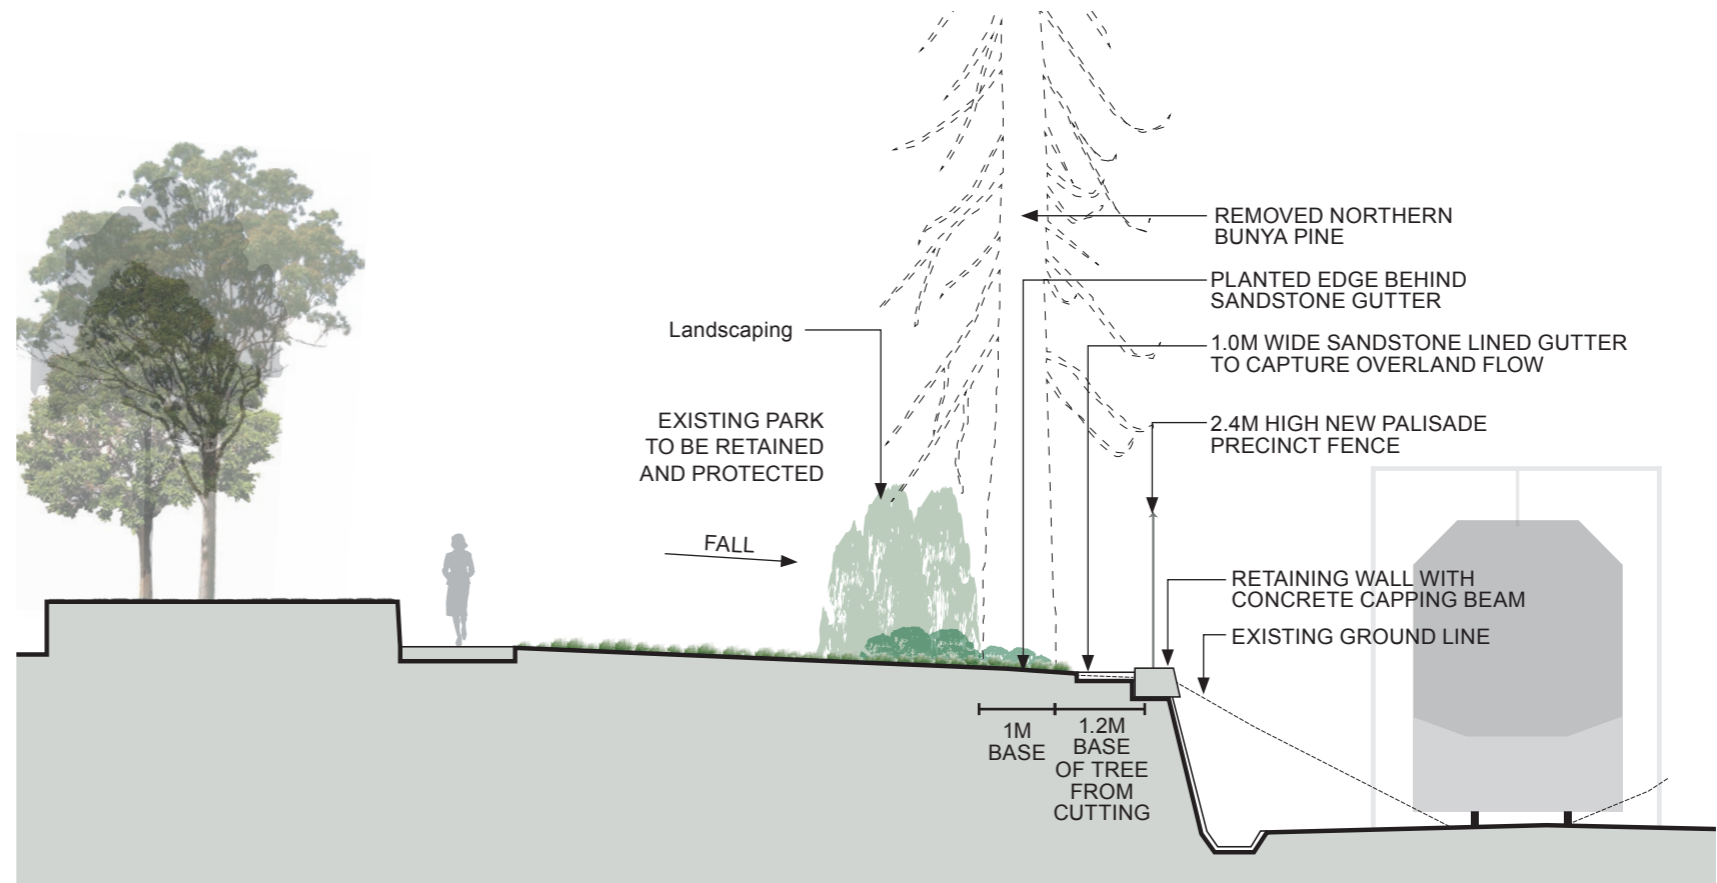 REMOVED NORTHERN
BUNYA PINE
PLANTED EDGE BEHIND
SANDSTONE GUTTER
Landscaping
1.0M WIDE SANDSTONE LINED GUTTER
TO CAPTURE OVERLAND FLOW
EXISTING PARK
TO BE RETAINED
AND PROTECTED
2.4M HIGH NEW PALISADE
PRECINCT FENCE
FALL
RETAINING WALL WITH
CONCRETE CAPPING BEAM
EXISTING GROUND LINE
1M
BASE
1.2M
BASE
OF TREE
FROM
CUTTING